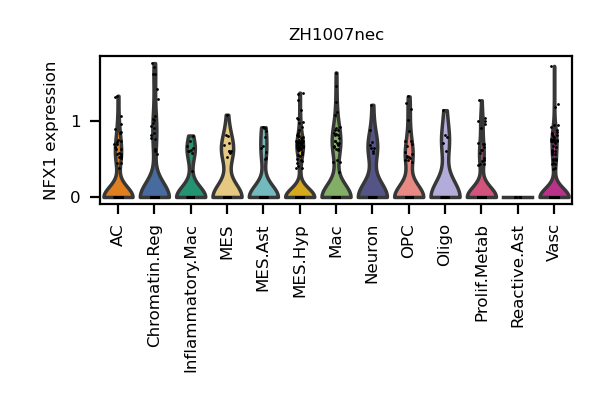 ZH1007nec
NFX1 expression
1
0
AC
Chromatin.Reg
Inflammatory.Mac
MES
MES.Ast
MES.Hyp
Mac
Neuron
OPC
Oligo
Prolif.Metab
Reactive.Ast
Vasc